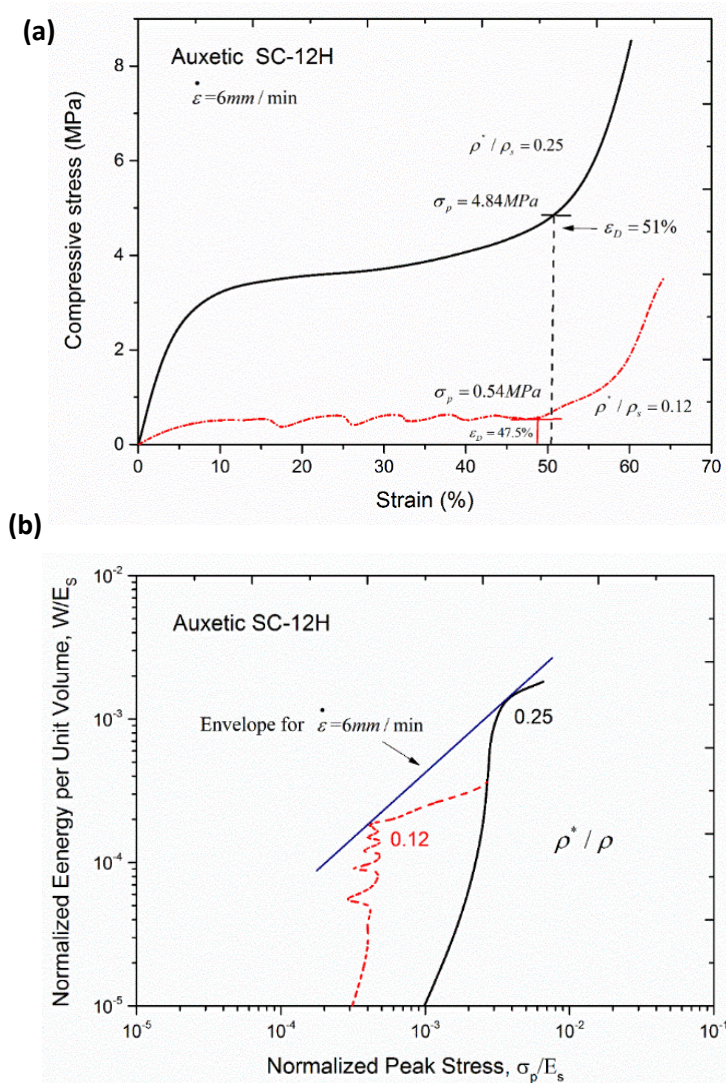 (a)
Auxetic SC-12H
ε̇=6mm/min
ρ* / ρs = 0.25
σp = 4.84MPa
εD = 51%
σp = 0.54MPa
ρ* / ρs = 0.12
εD = 47.5%
Compressive stress (MPa)
8
6
4
2
0
0 10 20 30 40 50 60 70
Strain (%)
(b)
Auxetic SC-12H
Envelope for ε̇=6mm/min
0.25
0.12
ρ* / ρ
Normalized Eenergy per Unit Volume, W/Es
10-2
10-3
10-4
10-5
10-5 10-4 10-3 10-2 10-1
Normalized Peak Stress, σp/Es